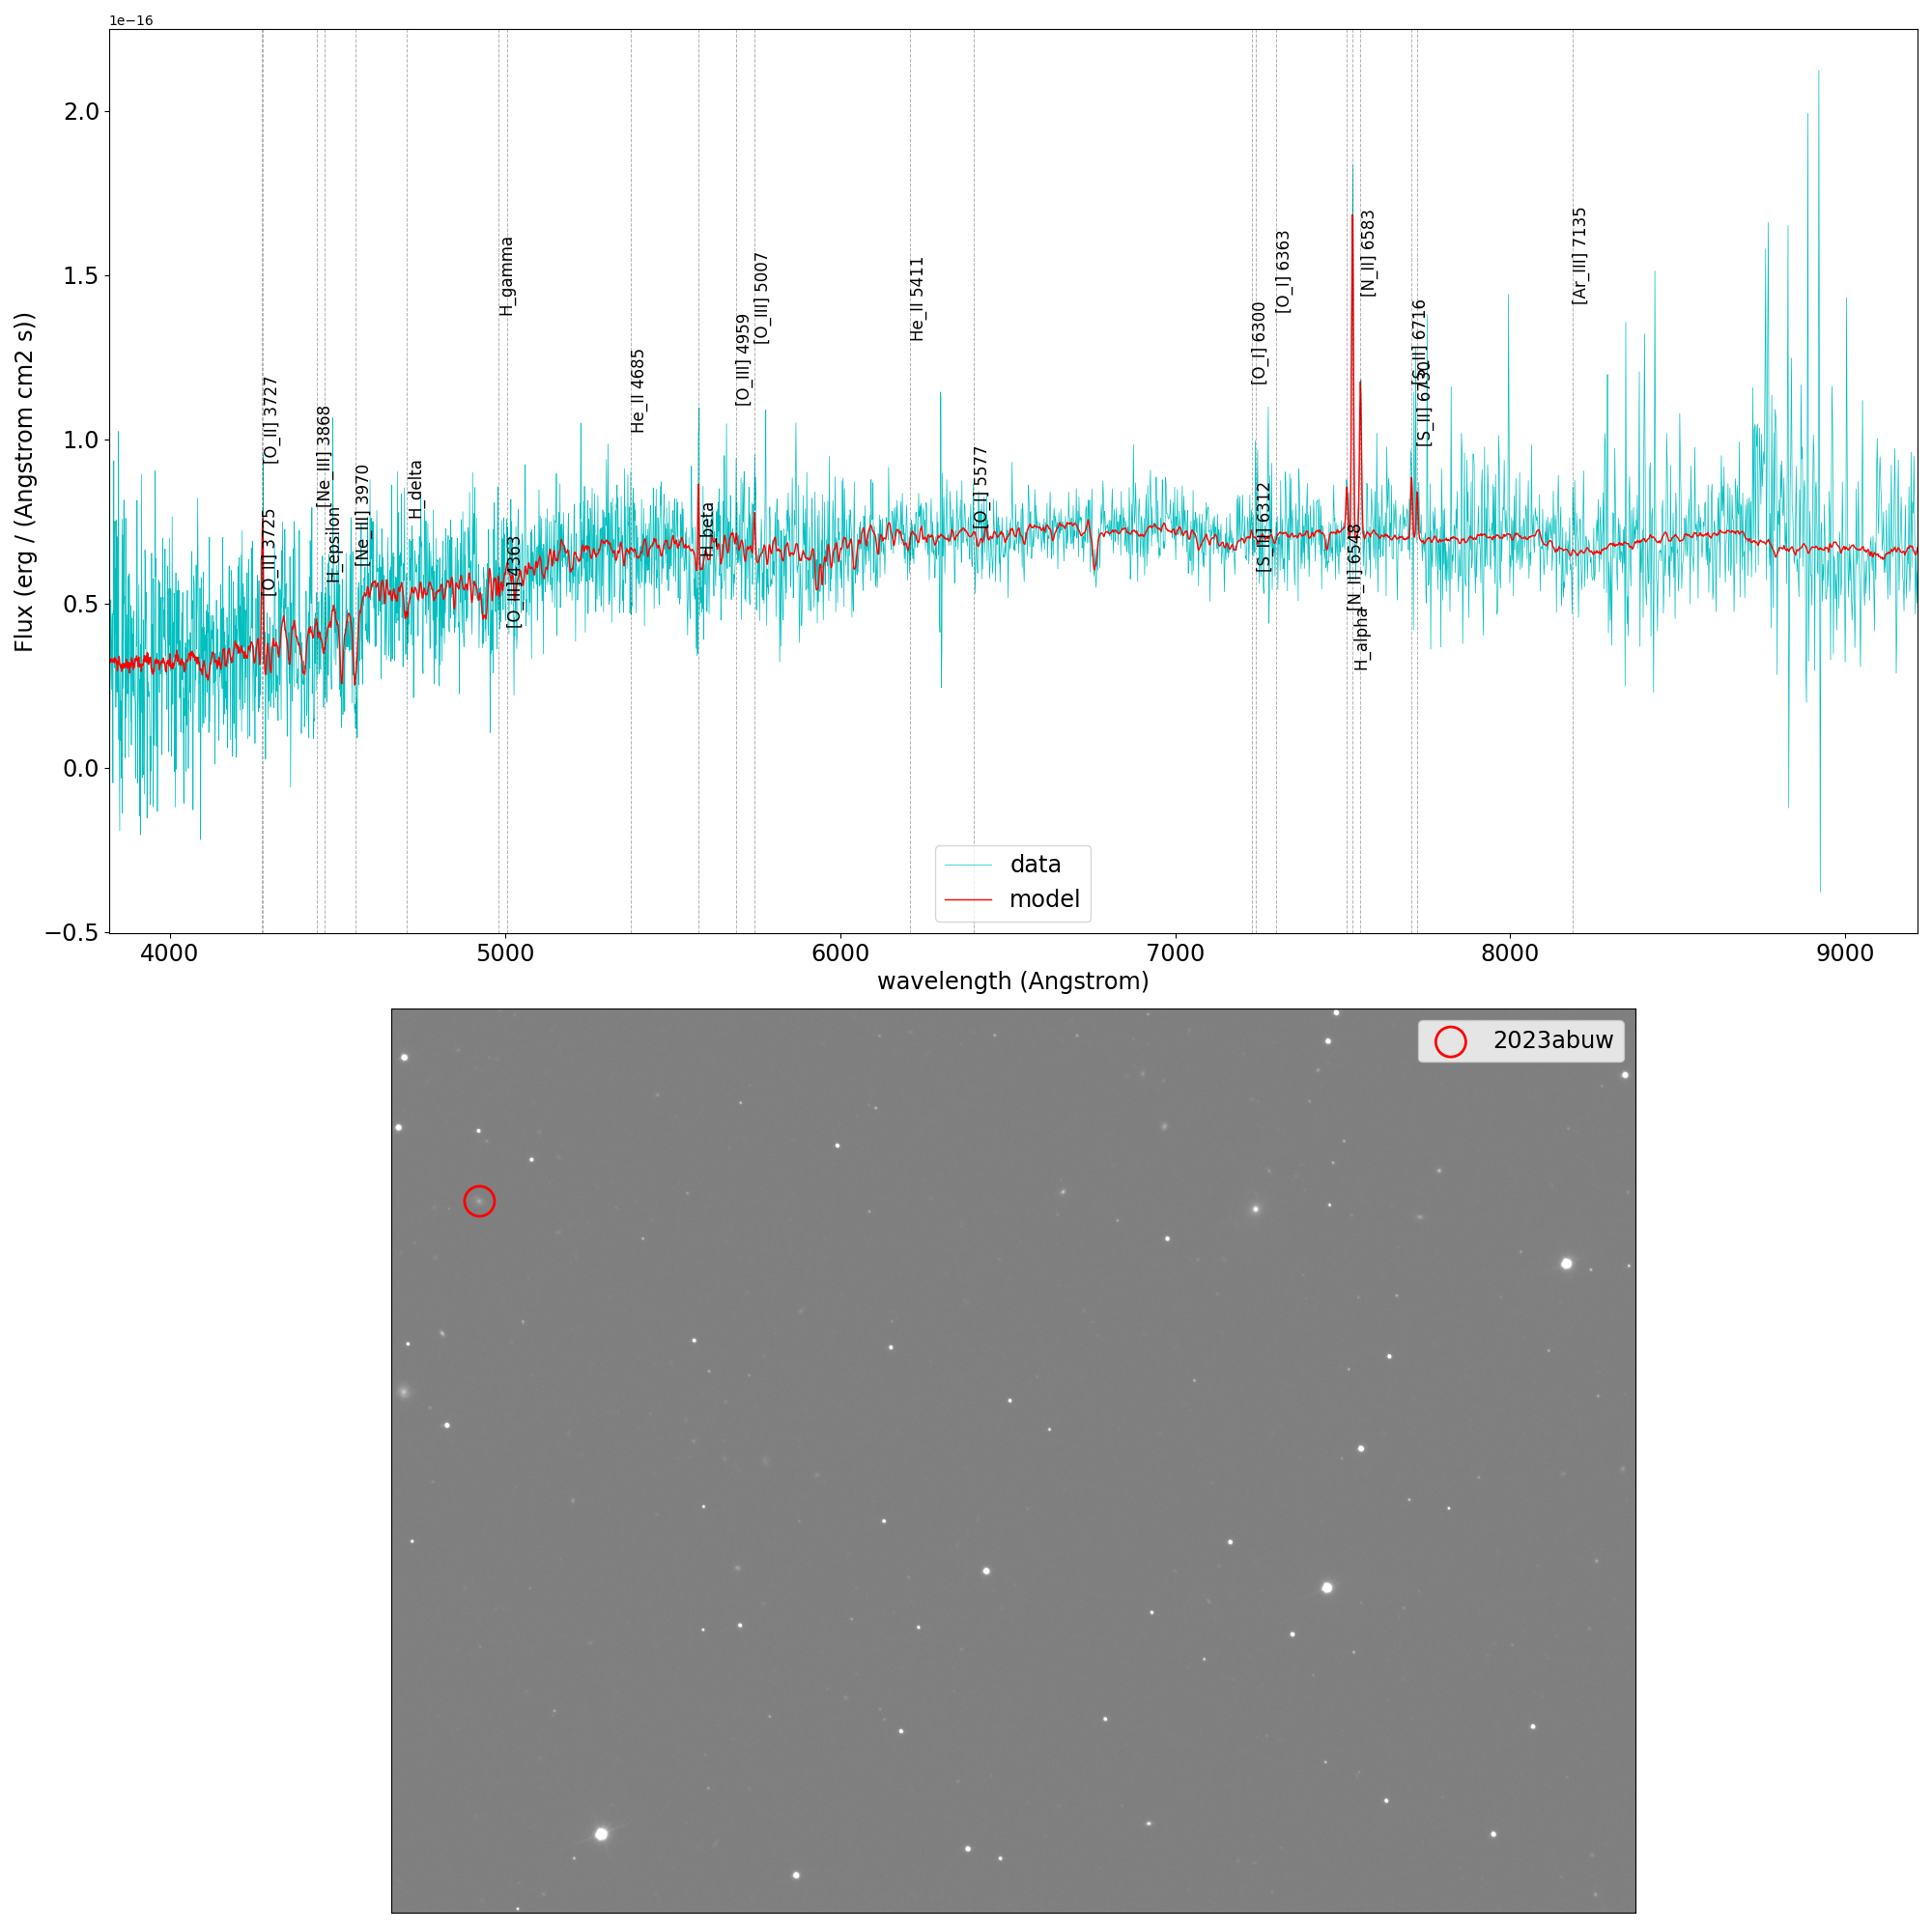 1e−16
Flux (erg / (Angstrom cm2 s))
2.0
1.5
1.0
0.5
0.0
−0.5
[O_II] 3727
[O_II] 3725
[Ne_III] 3868
H_epsilon
[Ne_III] 3970
H_delta
H_gamma
[O_III] 4363
He_II 4685
H_beta
[O_III] 4959
[O_III] 5007
He_II 5411
[O_I] 5577
[O_I] 6300
[S_III] 6312
[O_I] 6363
[N_II] 6548
H_alpha
[N_II] 6583
[S_II] 6716
[S_II] 6730
[Ar_III] 7135
data
model
4000 5000 6000 7000 8000 9000
wavelength (Angstrom)
2023abuw